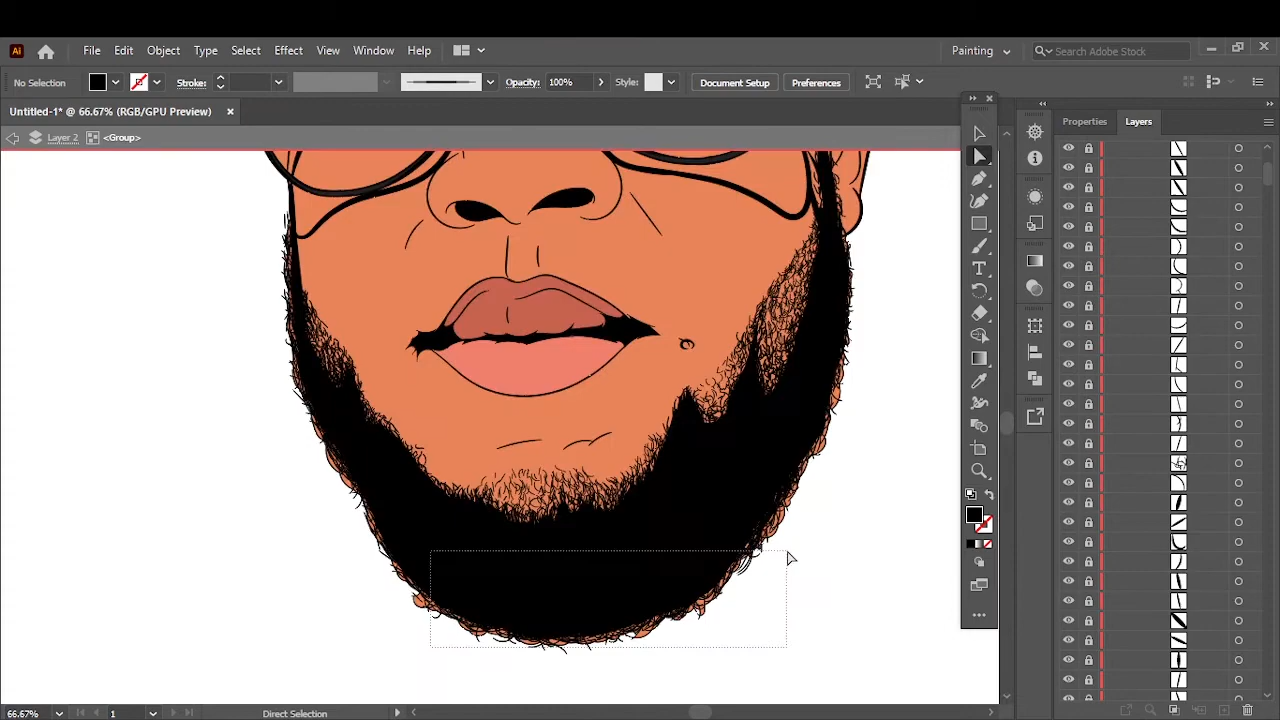 Ai File Edit Object Type Select Effect View Window Help Painting Search Adobe Stock
No Selection Stroke: Opacity: 100% Style: Document Setup Preferences
Untitled-1* @ 66.67% (RGB/GPU Preview) ×
Layer 2 <Group>
Properties Layers
66.67% 1 Direct Selection